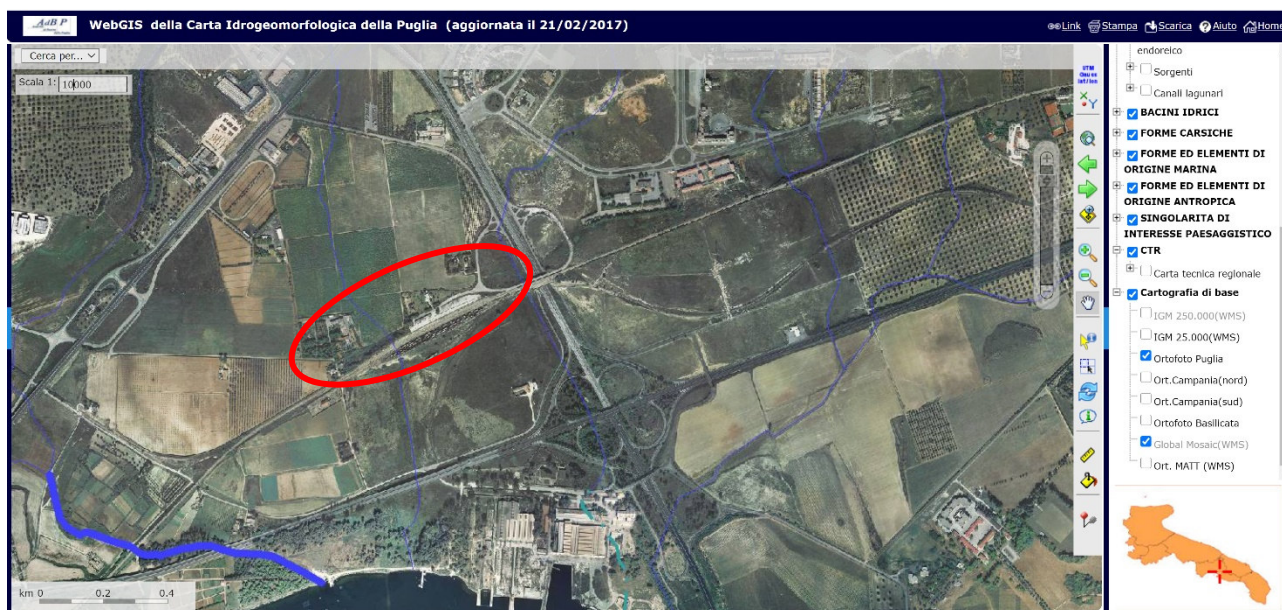 AdB P
WebGIS della Carta Idrogeomorfologica della Puglia (aggiornata il 21/02/2017)
Link Stampa Scarica Aiuto Home
Cerca per...
Scala 1: 10000
UTM
Gauss
endoreico
Sorgenti
Canali lagunari
BACINI IDRICI
FORME CARSICHE
FORME ED ELEMENTI DI
ORIGINE MARINA
FORME ED ELEMENTI DI
ORIGINE ANTROPICA
SINGOLARITA DI
INTERESSE PAESAGGISTICO
CTR
Carta tecnica regionale
Cartografia di base
IGM 250.000(WMS)
IGM 25.000(WMS)
Ortofoto Puglia
Ort.Campania(nord)
Ort.Campania(sud)
Ortofoto Basilicata
Global Mosaic(WMS)
Ort. MATT (WMS)
km 0 0.2 0.4